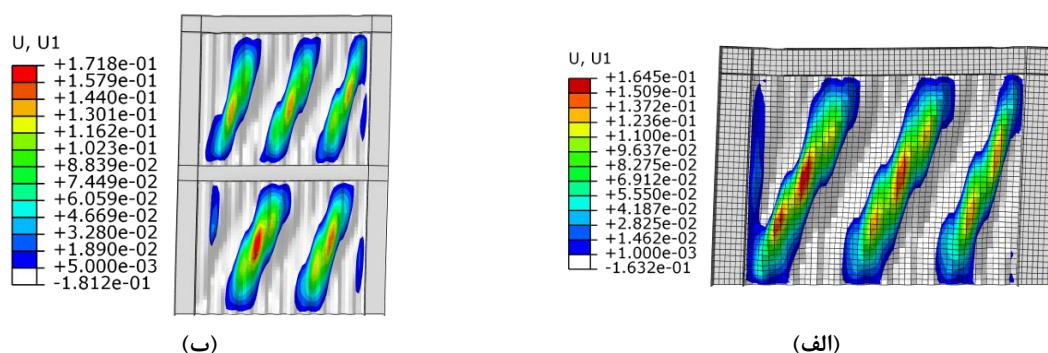 U, U1
+1.718e-01
+1.579e-01
+1.440e-01
+1.301e-01
+1.162e-01
+1.023e-01
+8.839e-02
+7.449e-02
+6.059e-02
+4.669e-02
+3.280e-02
+1.890e-02
+5.000e-03
-1.812e-01
(ب)
U, U1
+1.645e-01
+1.509e-01
+1.372e-01
+1.236e-01
+1.100e-01
+9.637e-02
+8.275e-02
+6.912e-02
+5.550e-02
+4.187e-02
+2.825e-02
+1.462e-02
+1.000e-03
-1.632e-01
(الف)